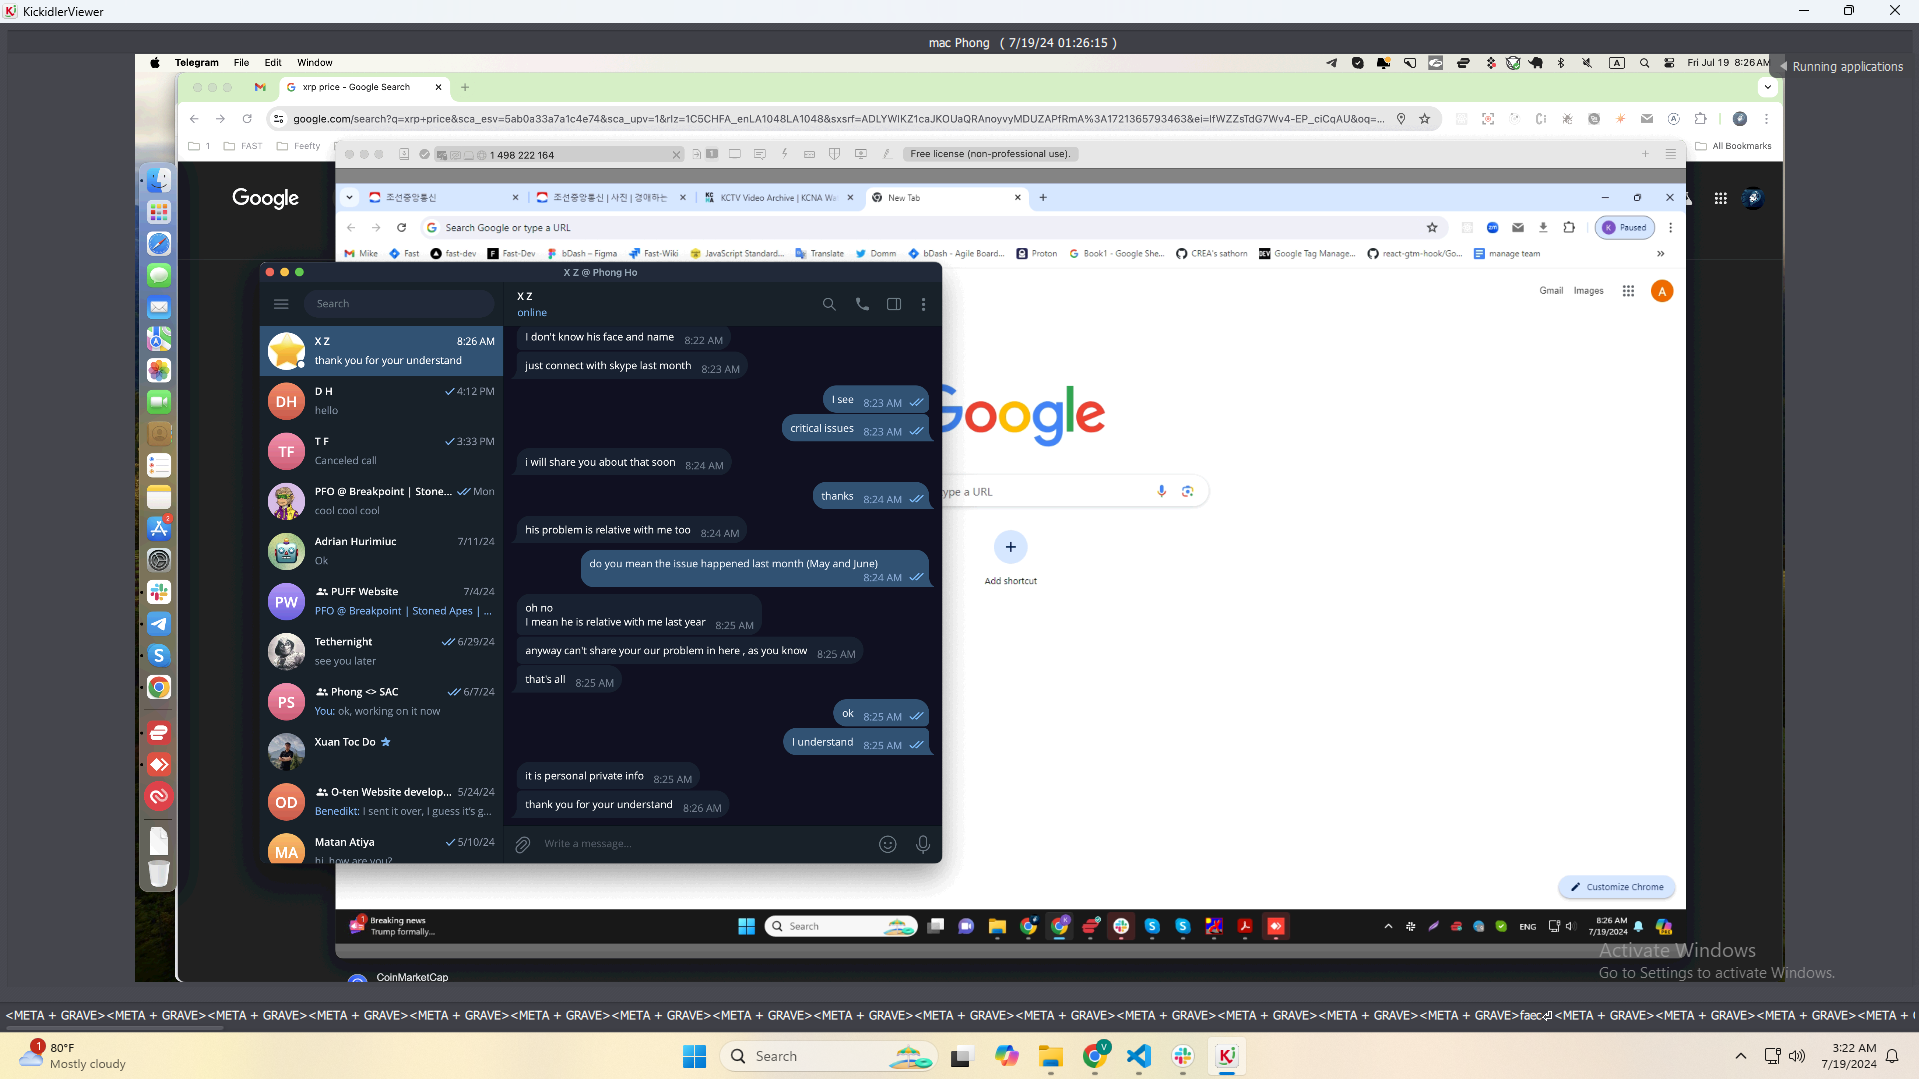 KickidlerViewer
mac Phong ( 7/19/24 01:26:15 )
Telegram File Edit Window
Fri Jul 19 8:26AM
Running applications
xrp price - Google Search
google.com/search?q=xrp+price&sca_esv=5ab0a33a7a1c4e74&sca_upv=1&rlz=1C5CHFA_enLA1048LA1048&sxsrf=ADLYWIKZ1caJKOUaQRAnoyvyMDUZAPfRmA%3A1721365793463&ei=lfWZZsTdG7Wv4-EP_ciCqAU&oq=...
1 FAST Feefty
All Bookmarks
1 498 222 164
Free license (non-professional use).
Google
조선중앙통신
조선중앙통신 | 사진 | 경애하는
KCTV Video Archive | KCNA Wa
New Tab
Search Google or type a URL
Paused
Mike Fast fast-dev Fast-Dev bDash – Figma Fast-Wiki JavaScript Standard... Translate Domm bDash - Agile Board... Proton Book1 - Google She... CREA's sathorn Google Tag Manage... react-gtm-hook/Go... manage team
Gmail Images
A
X Z @ Phong Ho
Search
X Z
online
X Z 8:26 AM
thank you for your understand
DH
D H 4:12 PM
hello
TF
T F 3:33 PM
Canceled call
PFO @ Breakpoint | Stone... Mon
cool cool cool
Adrian Hurimiuc 7/11/24
Ok
PW
PUFF Website 7/4/24
PFO @ Breakpoint | Stoned Apes | ...
Tethernight 6/29/24
see you later
PS
Phong <> SAC 6/7/24
You: ok, working on it now
Xuan Toc Do
OD
O-ten Website develop... 5/24/24
Benedikt: I sent it over, I guess it's g...
MA
Matan Atiya 5/10/24
hi, how are you?
I don't know his face and name 8:22 AM
just connect with skype last month 8:23 AM
I see 8:23 AM
critical issues 8:23 AM
i will share you about that soon 8:24 AM
thanks 8:24 AM
his problem is relative with me too 8:24 AM
do you mean the issue happened last month (May and June)
8:24 AM
oh no
I mean he is relative with me last year 8:25 AM
anyway can't share your our problem in here , as you know 8:25 AM
that's all 8:25 AM
ok 8:25 AM
I understand 8:25 AM
it is personal private info 8:25 AM
thank you for your understand 8:26 AM
Write a message...
Google
ype a URL
Add shortcut
Customize Chrome
Breaking news
Trump formally...
Search
ENG
8:26 AM
7/19/2024
Activate Windows
Go to Settings to activate Windows.
CoinMarketCap
<META + GRAVE><META + GRAVE><META + GRAVE><META + GRAVE><META + GRAVE><META + GRAVE><META + GRAVE><META + GRAVE><META + GRAVE><META + GRAVE><META + GRAVE><META + GRAVE><META + GRAVE><META + GRAVE><META + GRAVE>faec<META + GRAVE><META + GRAVE><META + GRAVE><META +
80°F
Mostly cloudy
Search
3:22 AM
7/19/2024